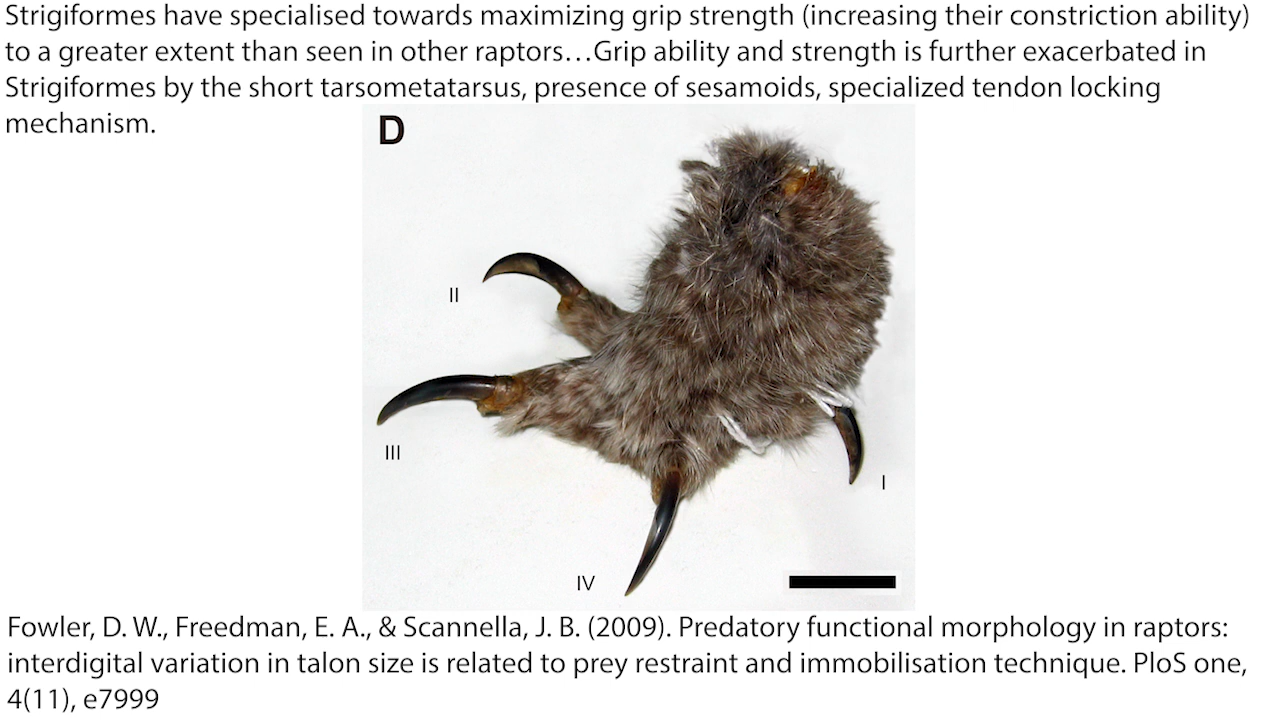 Strigiformes have specialised towards maximizing grip strength (increasing their constriction ability)
to a greater extent than seen in other raptors…Grip ability and strength is further exacerbated in
Strigiformes by the short tarsometatarsus, presence of sesamoids, specialized tendon locking
mechanism.
D
II
III
I
IV
Fowler, D. W., Freedman, E. A., & Scannella, J. B. (2009). Predatory functional morphology in raptors:
interdigital variation in talon size is related to prey restraint and immobilisation technique. PloS one,
4(11), e7999